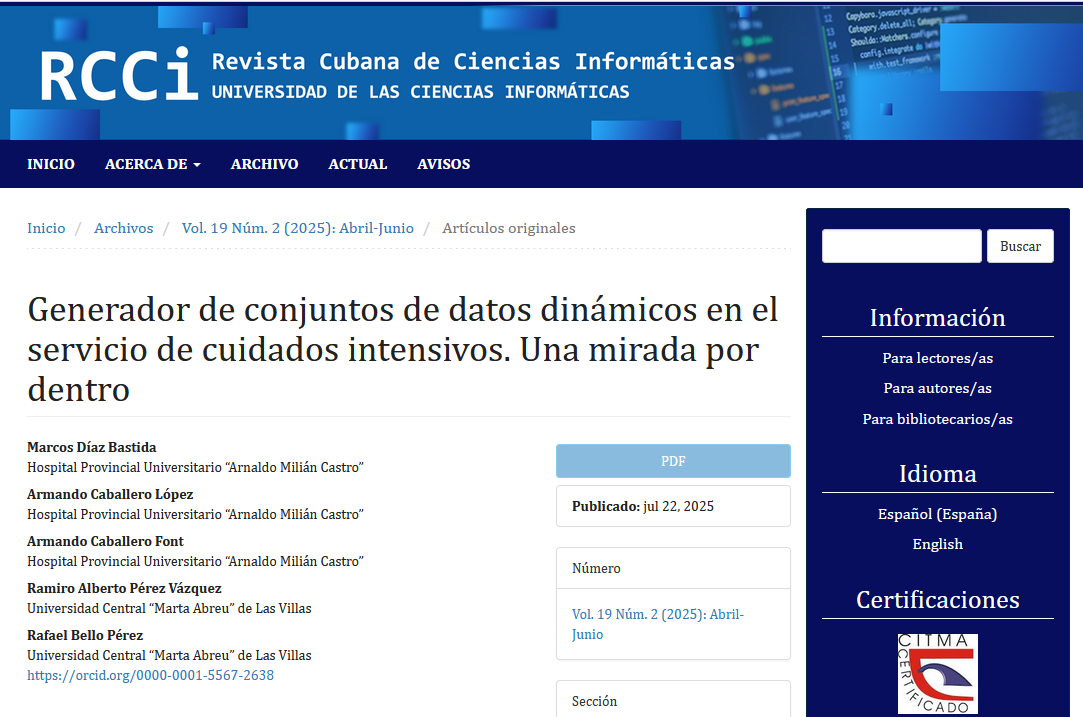 RCCi
Revista Cubana de Ciencias Informáticas
UNIVERSIDAD DE LAS CIENCIAS INFORMÁTICAS
INICIO ACERCA DE ARCHIVO ACTUAL AVISOS
Inicio / Archivos / Vol. 19 Núm. 2 (2025): Abril-Junio / Artículos originales
Generador de conjuntos de datos dinámicos en el
servicio de cuidados intensivos. Una mirada por
dentro
Marcos Díaz Bastida
Hospital Provincial Universitario “Arnaldo Milián Castro”
Armando Caballero López
Hospital Provincial Universitario “Arnaldo Milián Castro”
Armando Caballero Font
Hospital Provincial Universitario “Arnaldo Milián Castro”
Ramiro Alberto Pérez Vázquez
Universidad Central “Marta Abreu” de Las Villas
Rafael Bello Pérez
Universidad Central “Marta Abreu” de Las Villas
https://orcid.org/0000-0001-5567-2638
PDF
Publicado: jul 22, 2025
Número
Vol. 19 Núm. 2 (2025): Abril-
Junio
Sección
Buscar
Información
Para lectores/as
Para autores/as
Para bibliotecarios/as
Idioma
Español (España)
English
Certificaciones
CITMA
CERTIFICADO